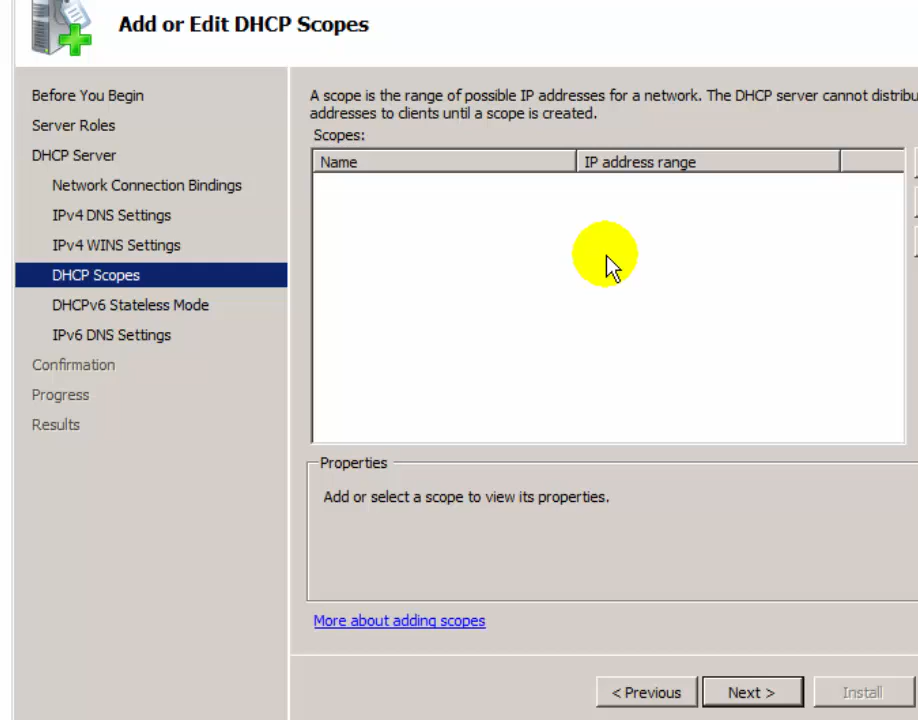 Add or Edit DHCP Scopes
Before You Begin
Server Roles
DHCP Server
Network Connection Bindings
IPv4 DNS Settings
IPv4 WINS Settings
DHCP Scopes
DHCPv6 Stateless Mode
IPv6 DNS Settings
Confirmation
Progress
Results
A scope is the range of possible IP addresses for a network. The DHCP server cannot distribu
addresses to clients until a scope is created.
Scopes:
Name IP address range
Properties
Add or select a scope to view its properties.
More about adding scopes
< Previous Next > Install